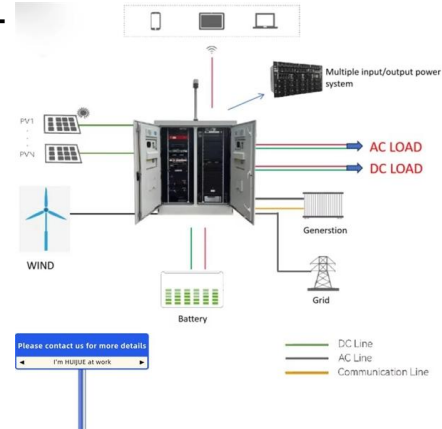 Multiple input/output power
system
PV1
PVN
AC LOAD
DC LOAD
WIND
Generstion
Grid
Battery
Please contact us for more details
I'm HUIJUE at work
DC Line
AC Line
Communication Line